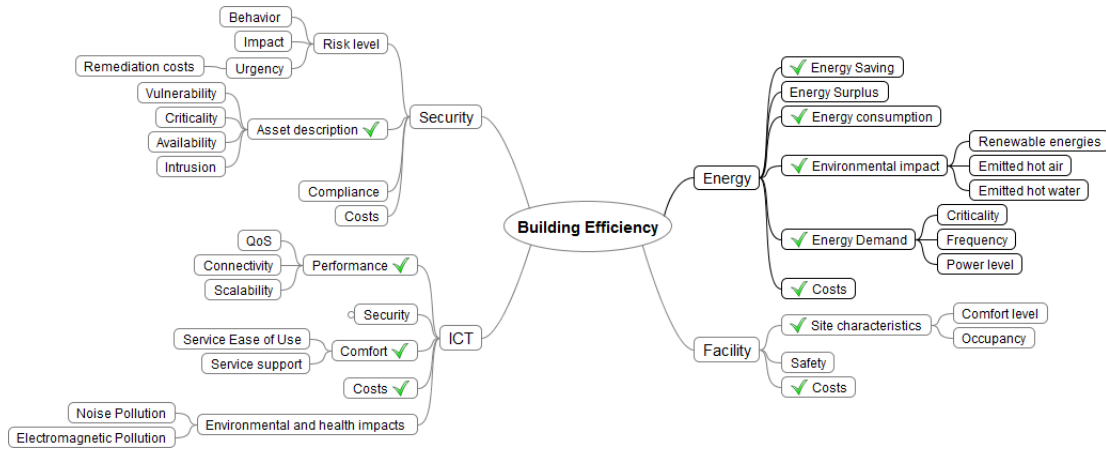 Building Efficiency
Security
Risk level
Behavior
Impact
Urgency
Remediation costs
Asset description
Vulnerability
Criticality
Availability
Intrusion
Compliance
Costs
ICT
Performance
QoS
Connectivity
Scalability
Security
Comfort
Service Ease of Use
Service support
Costs
Environmental and health impacts
Noise Pollution
Electromagnetic Pollution
Energy
Energy Saving
Energy Surplus
Energy consumption
Environmental impact
Renewable energies
Emitted hot air
Emitted hot water
Energy Demand
Criticality
Frequency
Power level
Costs
Facility
Site characteristics
Comfort level
Occupancy
Safety
Costs